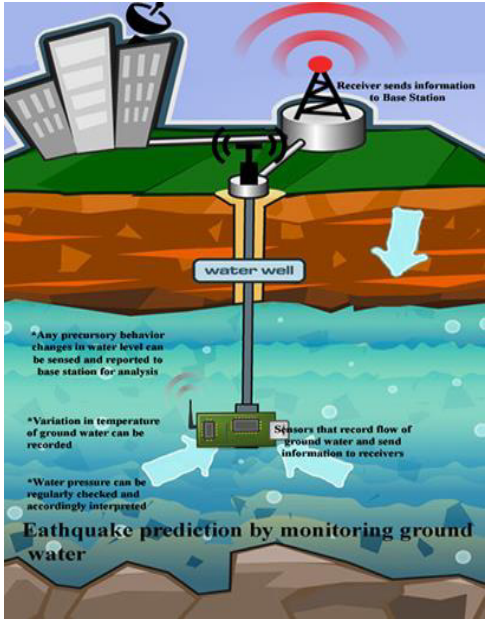 Receiver sends information
to Base Station
water well
*Any precursory behavior
changes in water level can
be sensed and reported to
base station for analysis
*Variation in temperature
of ground water can be
recorded
Sensors that record flow of
ground water and send
information to receivers
*Water pressure can be
regularly checked and
accordingly interpreted
Eathquake prediction by monitoring ground
water